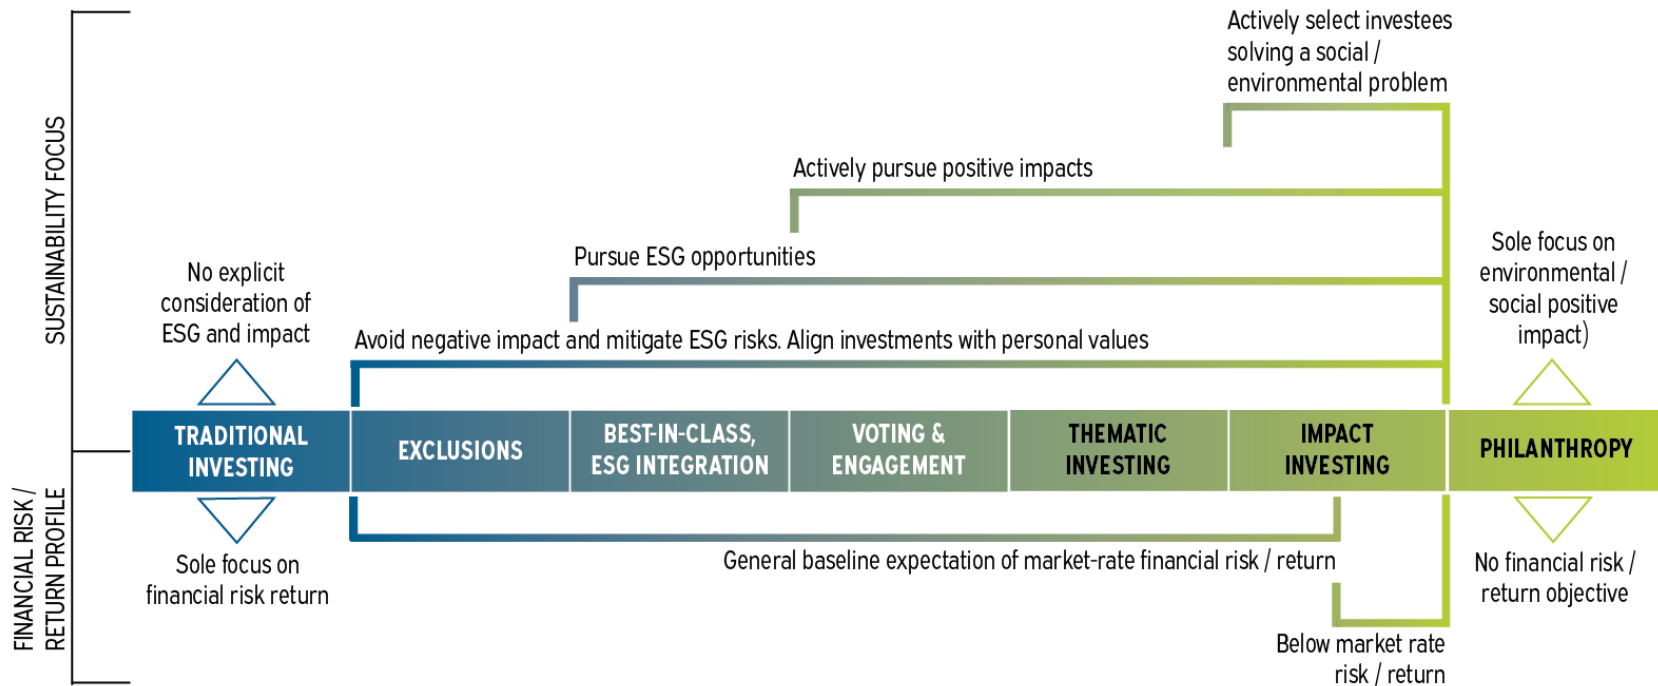 Actively select investees
solving a social /
environmental problem
SUSTAINABILITY FOCUS
Actively pursue positive impacts
Pursue ESG opportunities
No explicit
consideration of
ESG and impact
Sole focus on
environmental /
social positive
impact)
Avoid negative impact and mitigate ESG risks. Align investments with personal values
TRADITIONAL
INVESTING
EXCLUSIONS
BEST-IN-CLASS,
ESG INTEGRATION
VOTING &
ENGAGEMENT
THEMATIC
INVESTING
IMPACT
INVESTING
PHILANTHROPY
FINANCIAL RISK /
RETURN PROFILE
Sole focus on
financial risk return
General baseline expectation of market-rate financial risk / return
No financial risk /
return objective
Below market rate
risk / return